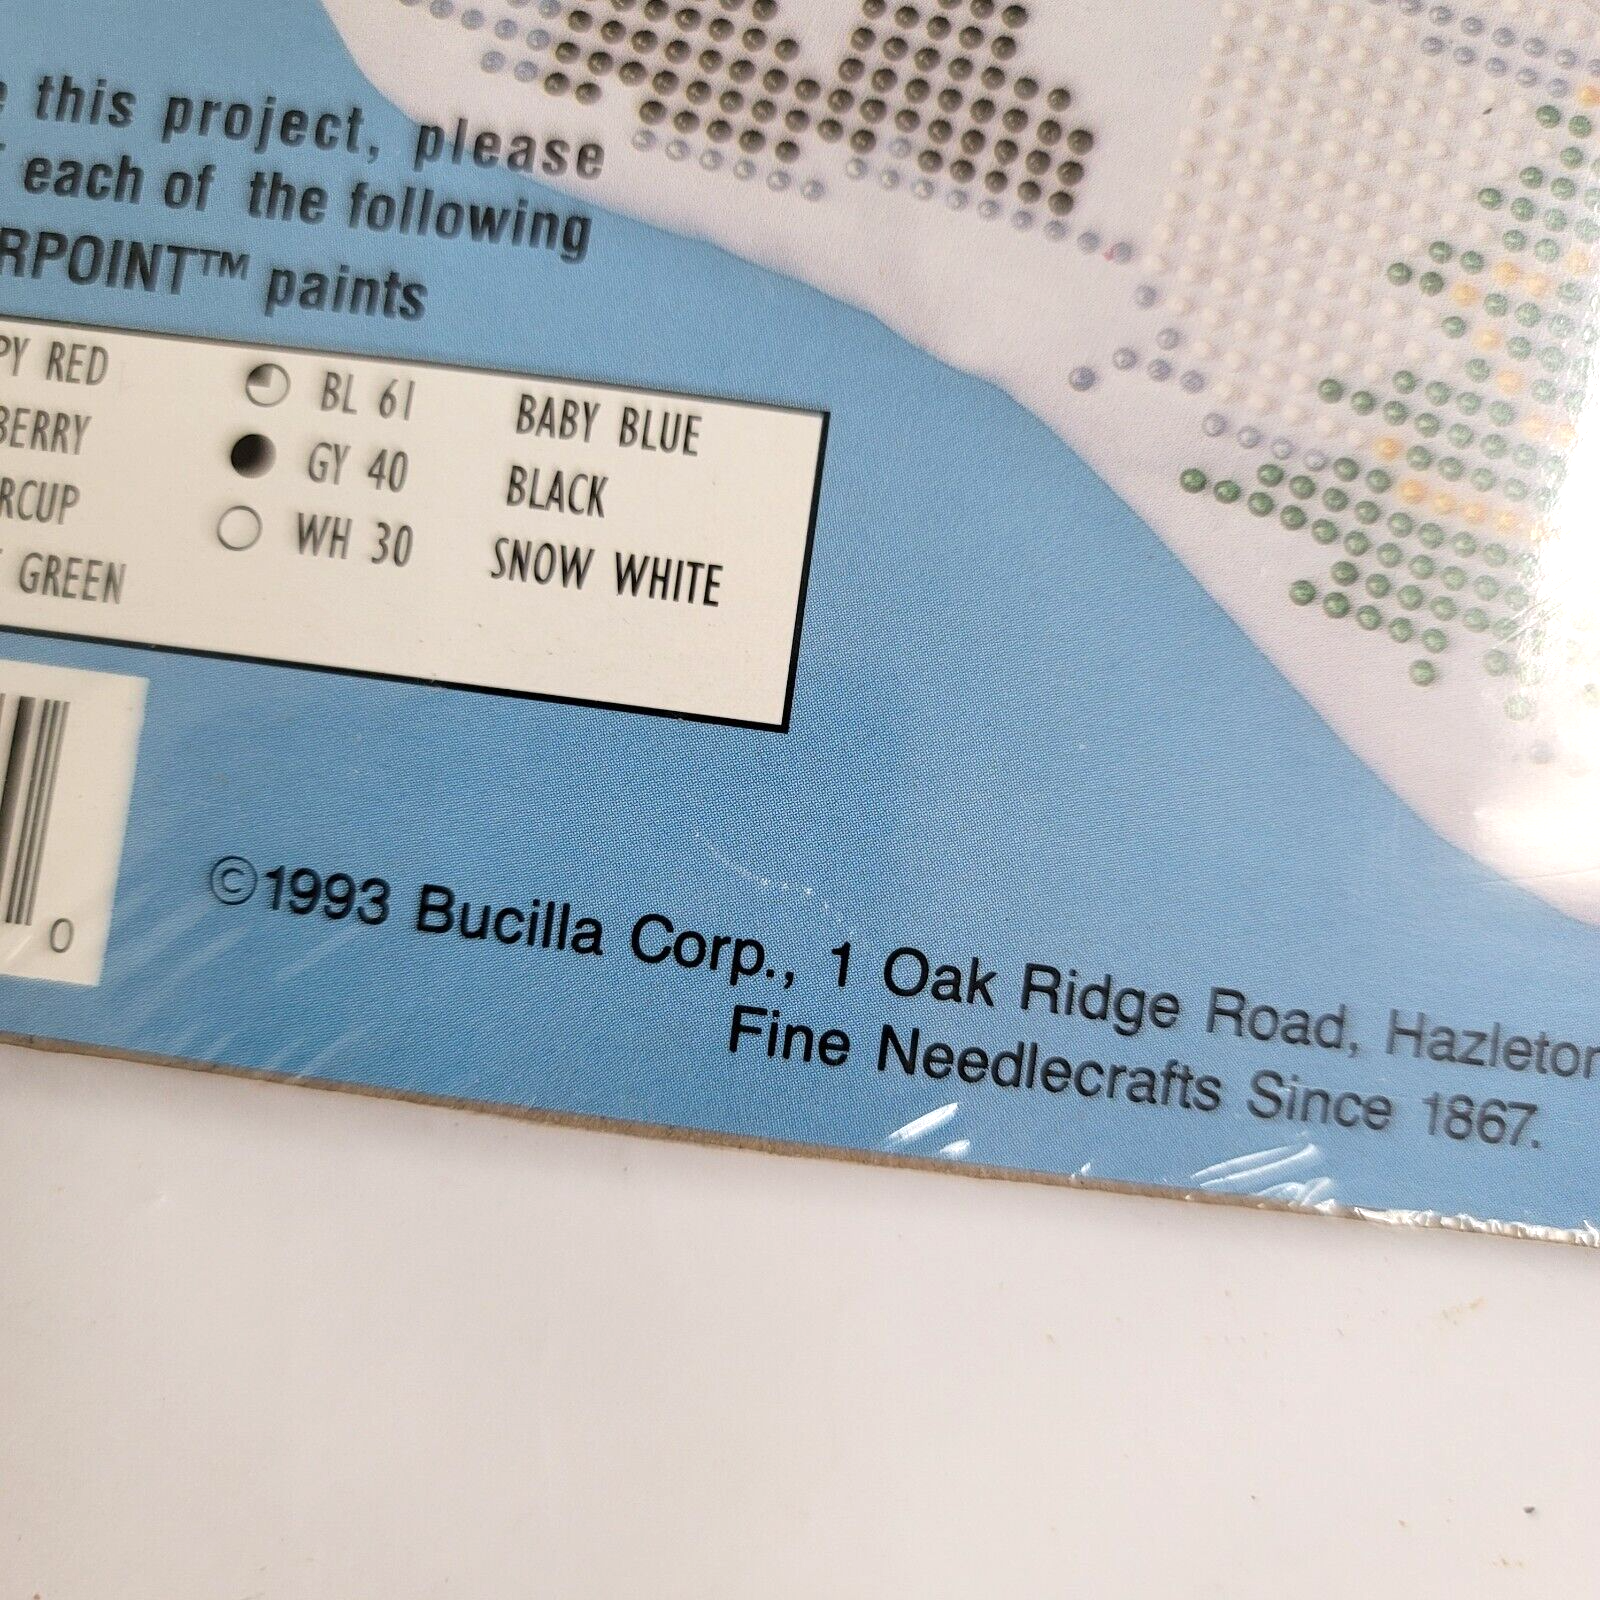 this project, please
each of the following
RPOINT™ paints
PY RED BL 61 BABY BLUE
BERRY GY 40 BLACK
RCUP WH 30 SNOW WHITE
GREEN
0
©1993 Bucilla Corp., 1 Oak Ridge Road, Hazleton
Fine Needlecrafts Since 1867.